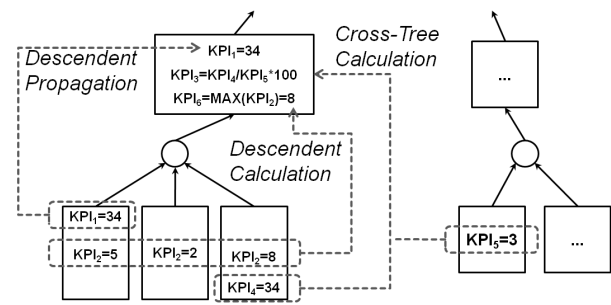 Descendent
Propagation
KPI1=34
KPI3=KPI4/KPI5*100
KPI6=MAX(KPI2)=8
Cross-Tree
Calculation
...
Descendent
Calculation
KPI1=34
KPI2=5
KPI2=2
KPI2=8
KPI4=34
KPI5=3
...